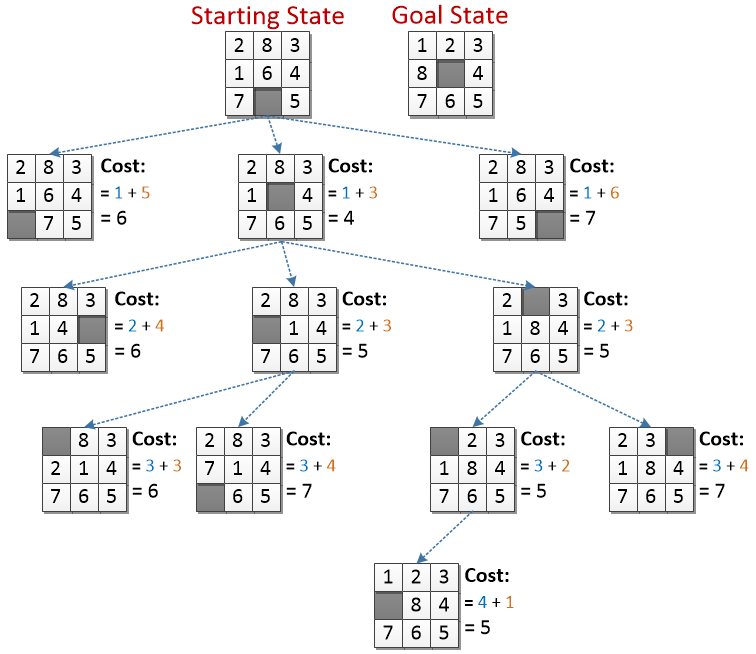 Starting State
Goal State
2 8 3
1 6 4
7 5
1 2 3
8 4
7 6 5
2 8 3
1 6 4
7 5
Cost:
= 1 + 5
= 6
2 8 3
1 4
7 6 5
Cost:
= 1 + 3
= 4
2 8 3
1 6 4
7 5
Cost:
= 1 + 6
= 7
2 8 3
1 4
7 6 5
Cost:
= 2 + 4
= 6
2 8 3
1 4
7 6 5
Cost:
= 2 + 3
= 5
2 3
1 8 4
7 6 5
Cost:
= 2 + 3
= 5
8 3
2 1 4
7 6 5
Cost:
= 3 + 3
= 6
2 8 3
7 1 4
6 5
Cost:
= 3 + 4
= 7
2 3
1 8 4
7 6 5
Cost:
= 3 + 2
= 5
2 3
1 8 4
7 6 5
Cost:
= 3 + 4
= 7
1 2 3
8 4
7 6 5
Cost:
= 4 + 1
= 5